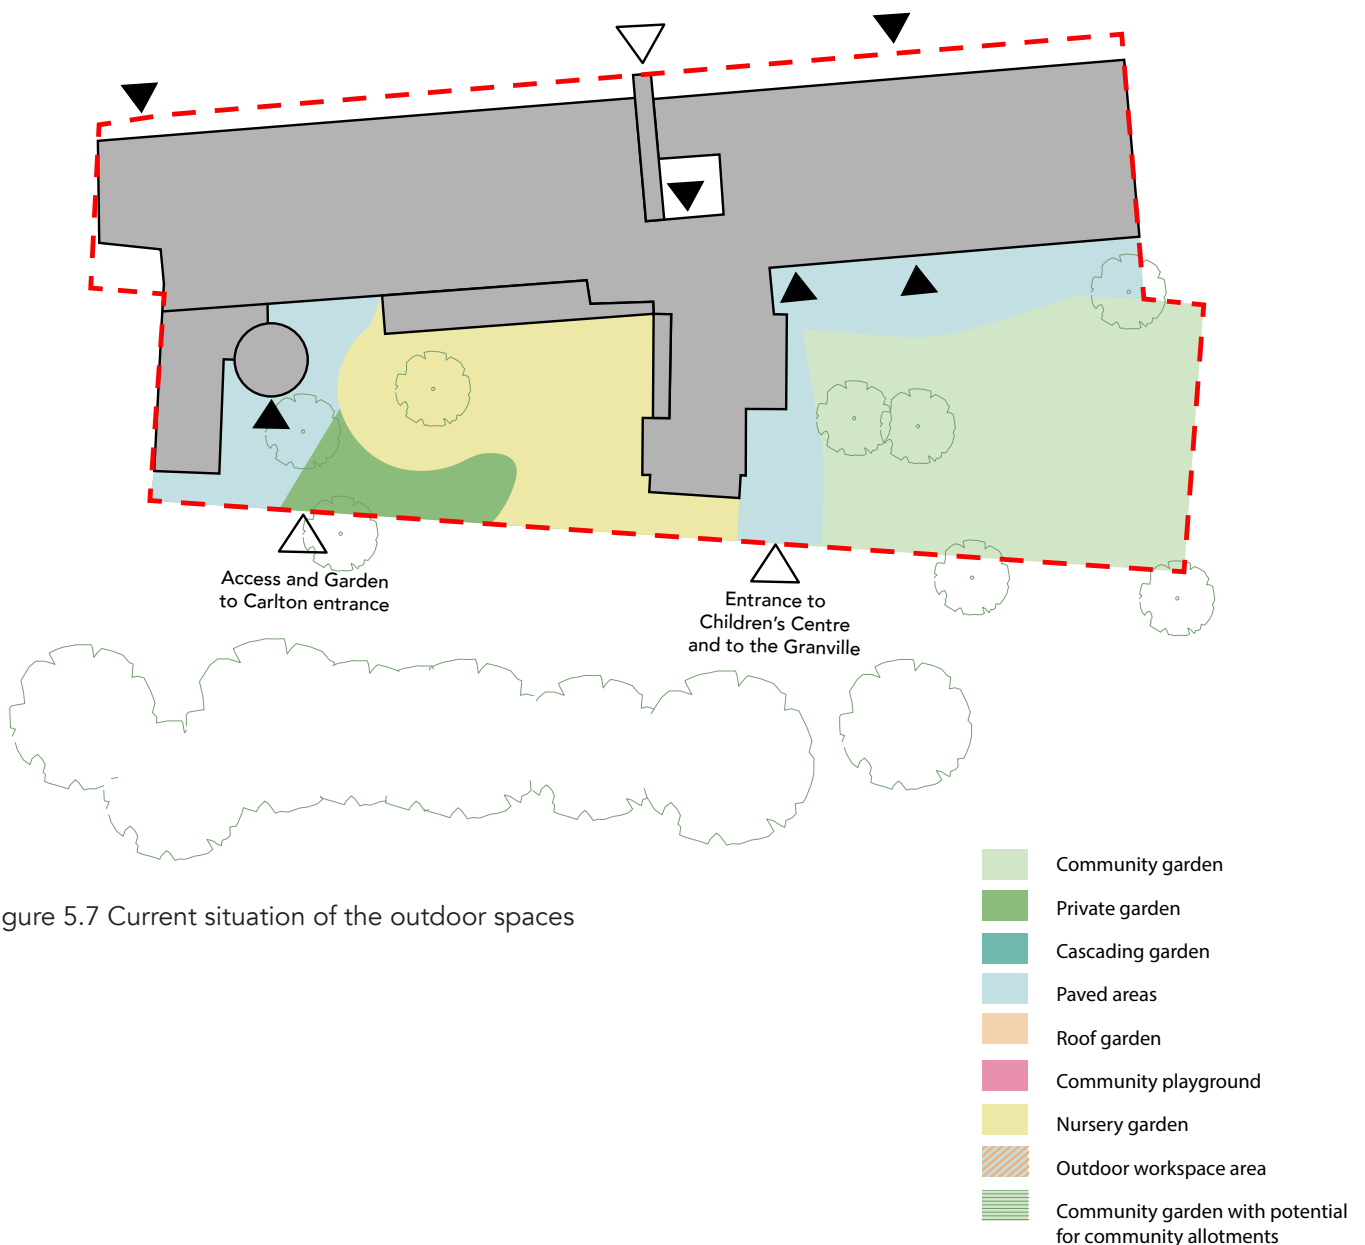 Access and Garden
to Carlton entrance
Entrance to
Children's Centre
and to the Granville
gure 5.7 Current situation of the outdoor spaces
Community garden
Private garden
Cascading garden
Paved areas
Roof garden
Community playground
Nursery garden
Outdoor workspace area
Community garden with potential
for community allotments